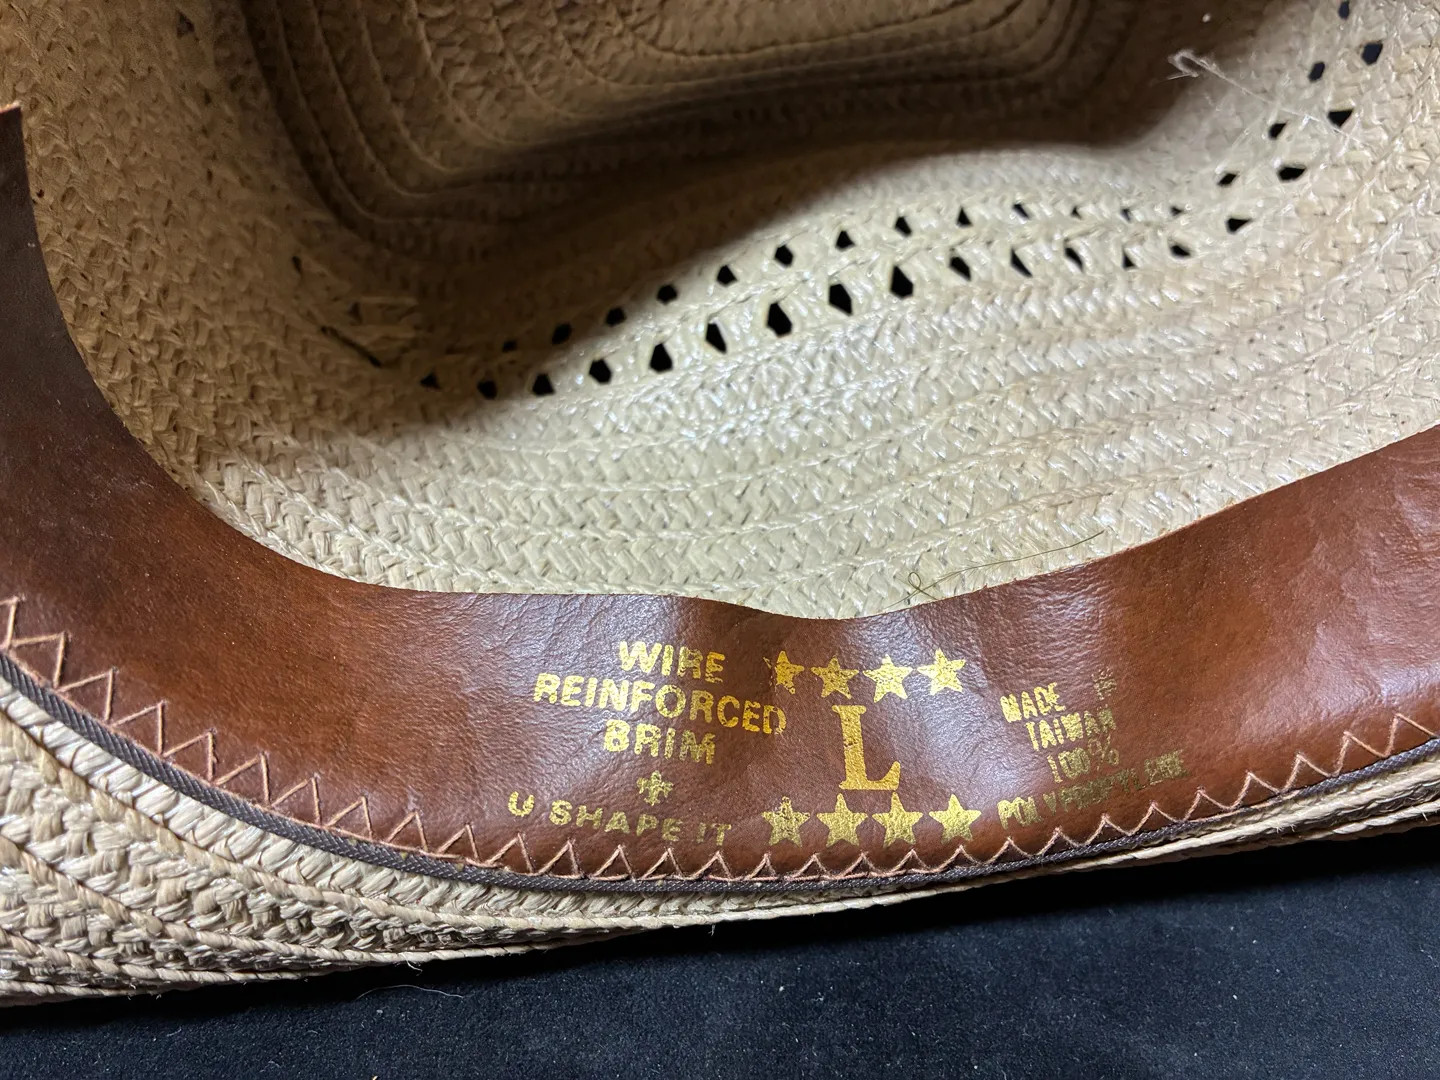 WIRE
REINFORCED
BRIM
U SHAPE IT
L
MADE IN
TAIWAN
100%
POLYPROPYLENE